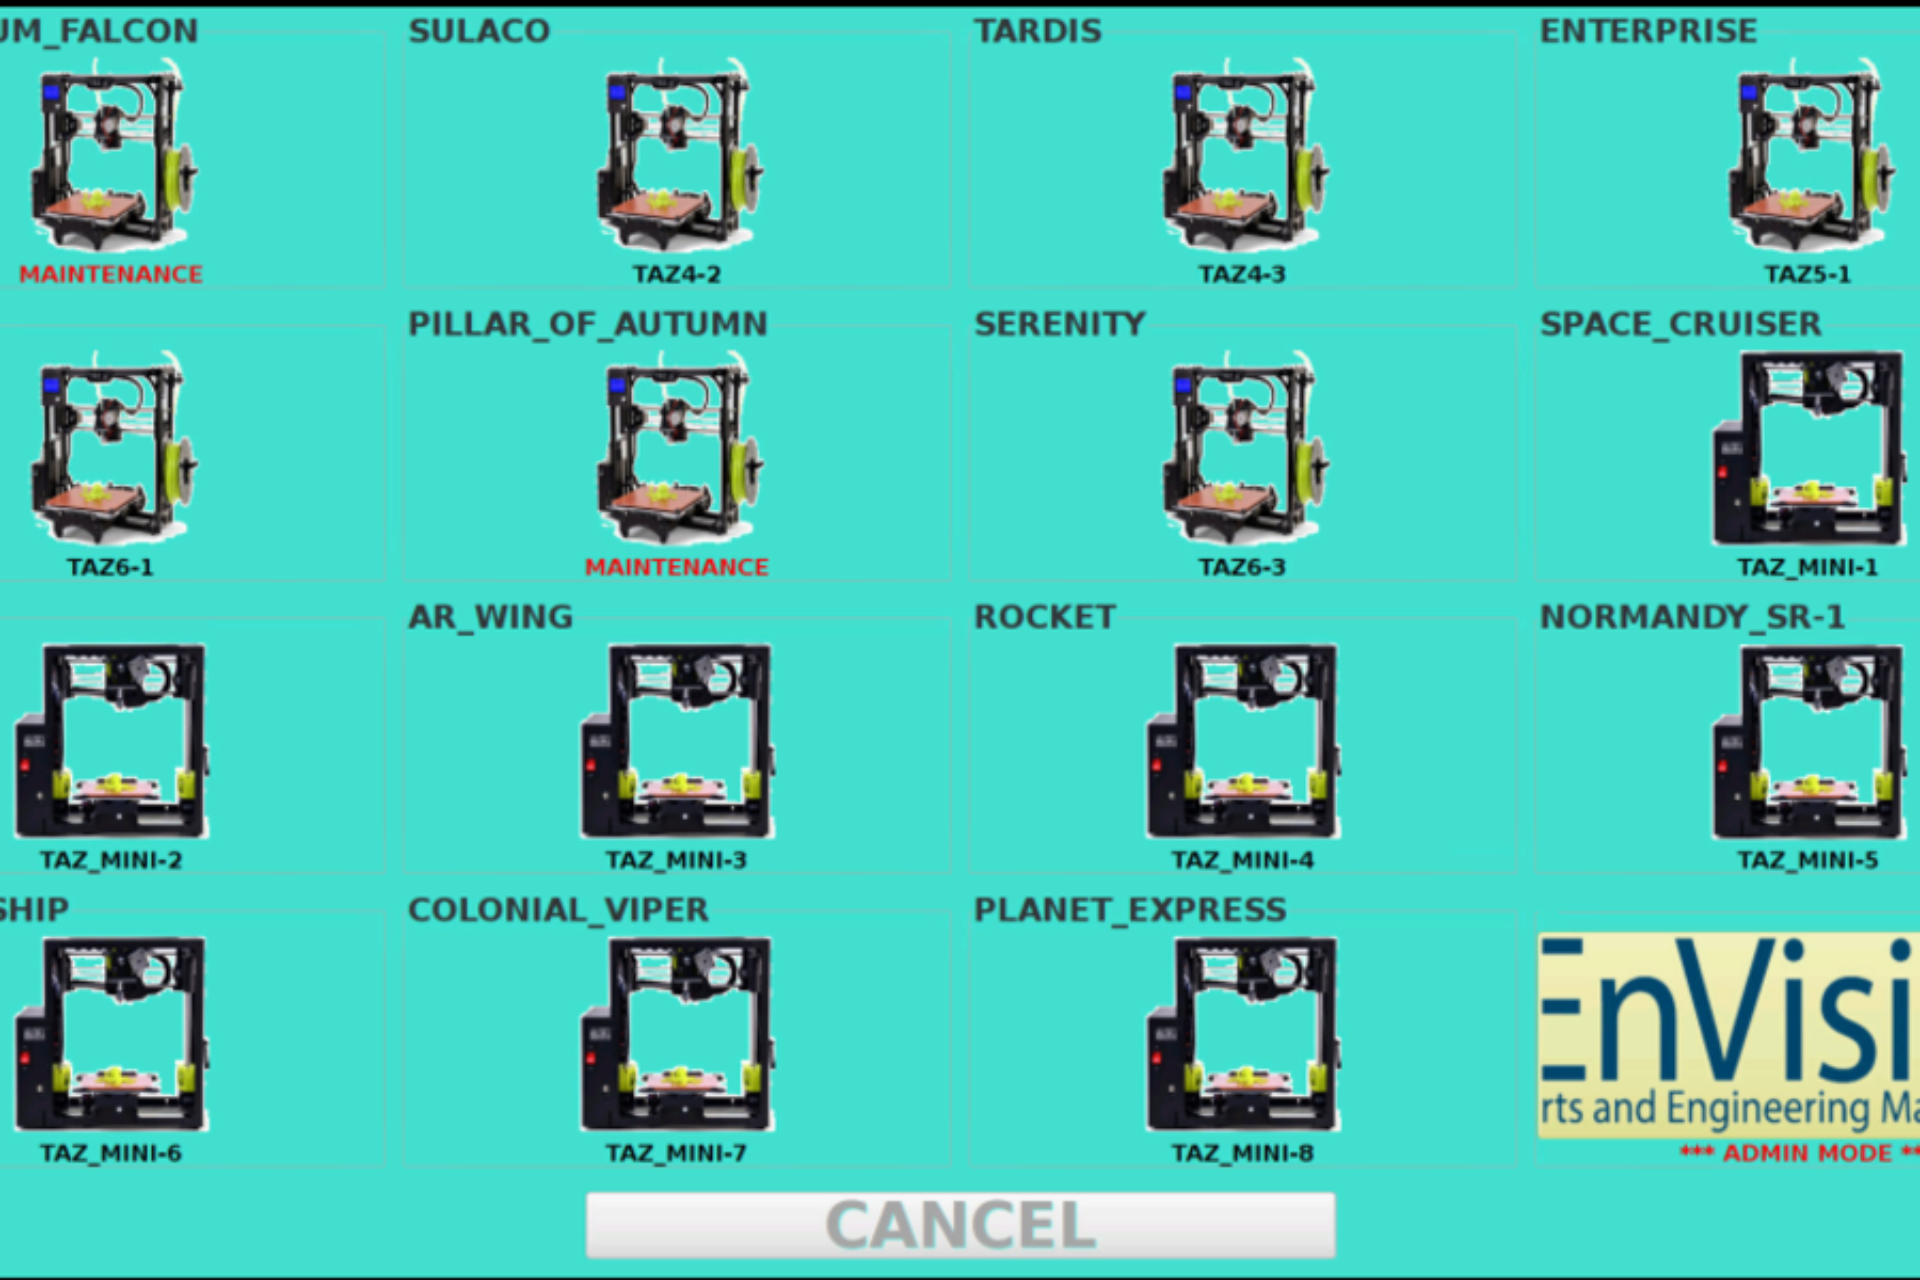 UM_FALCON SULACO TARDIS ENTERPRISE
MAINTENANCE TAZ4-2 TAZ4-3 TAZ5-1
PILLAR_OF_AUTUMN SERENITY SPACE_CRUISER
TAZ6-1 MAINTENANCE TAZ6-3 TAZ_MINI-1
AR_WING ROCKET NORMANDY_SR-1
TAZ_MINI-2 TAZ_MINI-3 TAZ_MINI-4 TAZ_MINI-5
SHIP COLONIAL_VIPER PLANET_EXPRESS
EnVisi
rts and Engineering Ma
TAZ_MINI-6 TAZ_MINI-7 TAZ_MINI-8 *** ADMIN MODE **
CANCEL